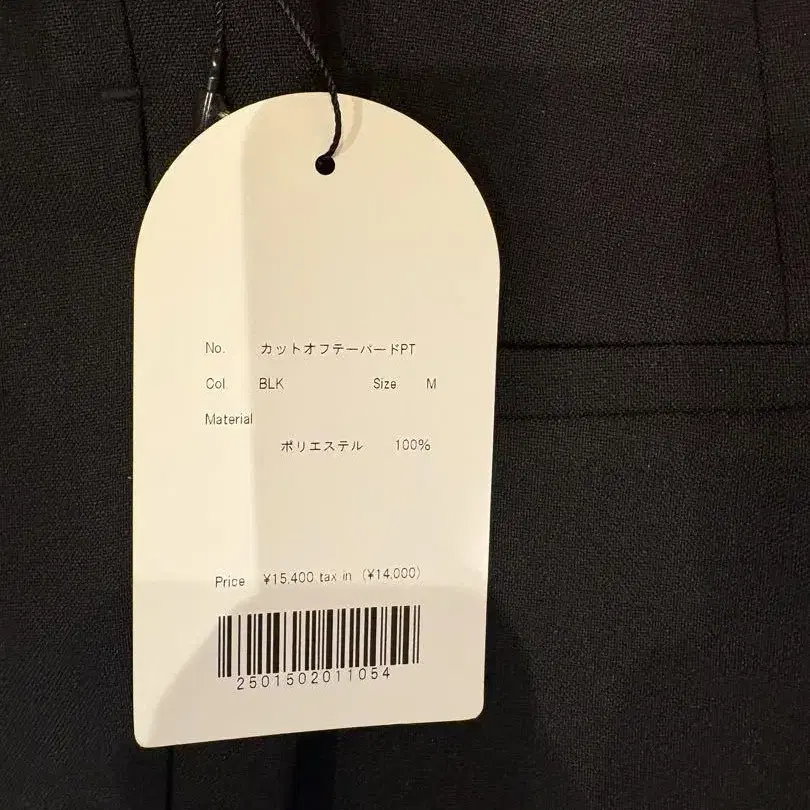 No. カットオフテーパードPT
Col. BLK Size M
Material
ポリエステル 100%
Price ¥15,400 tax in (¥14,000)
2501502011054